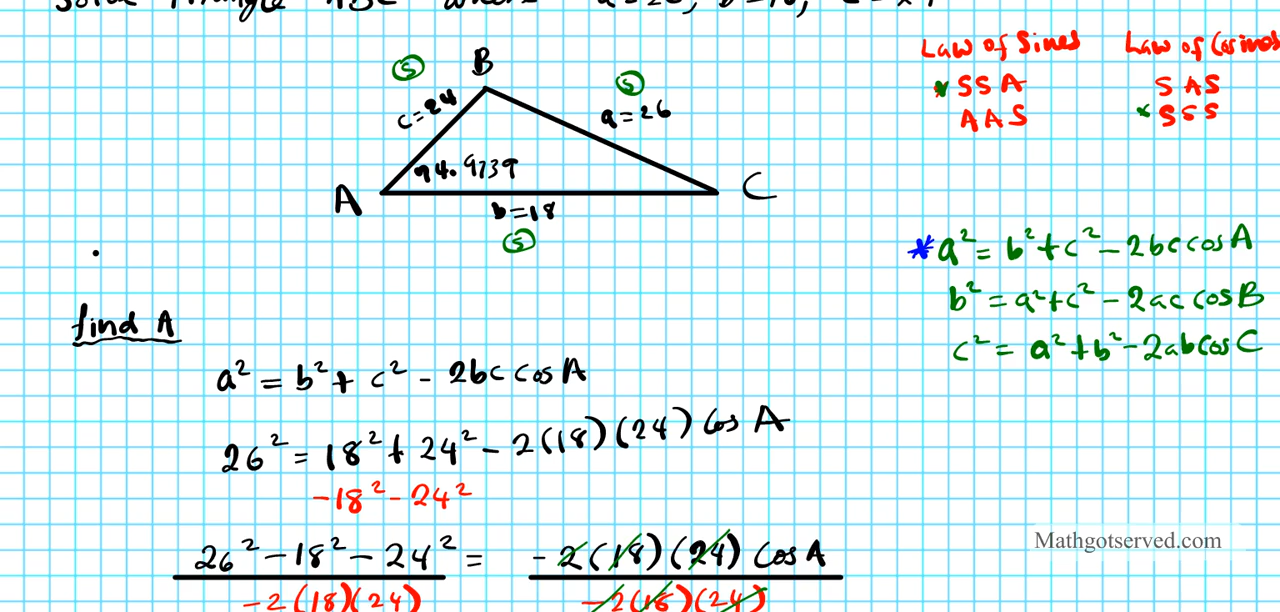 Law of Sines
Law of Cosines
* SSA
SAS
AAS
* SSS
S
B
S
c=24
a=26
94.9739
A
C
b=18
S
* a² = b² + c² - 2bc cos A
b² = a² + c² - 2ac cos B
c² = a² + b² - 2ab cos C
find A
a² = b² + c² - 2bc cos A
26² = 18² + 24² - 2(18)(24) cos A
-18² - 24²
26² - 18² - 24² = -2(18)(24) cos A
-2(18)(24) -2(18)(24)
Mathgotserved.com